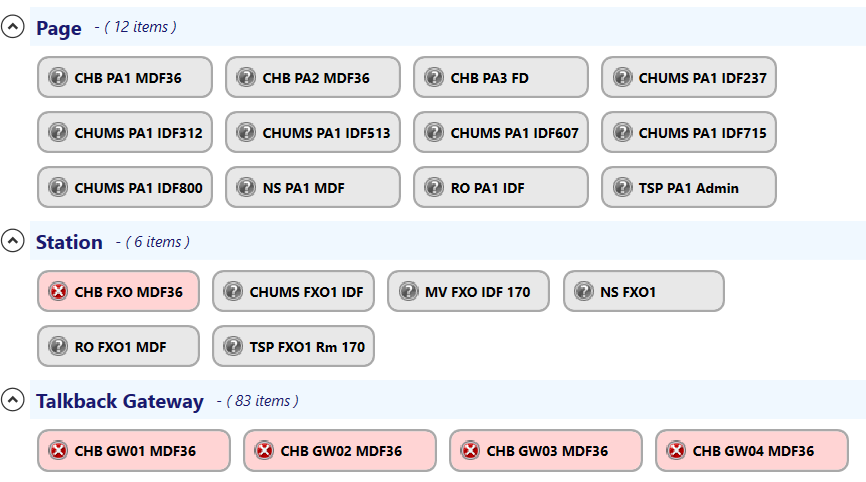 Page - ( 12 items )
CHB PA1 MDF36 CHB PA2 MDF36 CHB PA3 FD CHUMS PA1 IDF237
CHUMS PA1 IDF312 CHUMS PA1 IDF513 CHUMS PA1 IDF607 CHUMS PA1 IDF715
CHUMS PA1 IDF800 NS PA1 MDF RO PA1 IDF TSP PA1 Admin
Station - ( 6 items )
CHB FXO MDF36 CHUMS FXO1 IDF MV FXO IDF 170 NS FXO1
RO FXO1 MDF TSP FXO1 Rm 170
Talkback Gateway - ( 83 items )
CHB GW01 MDF36 CHB GW02 MDF36 CHB GW03 MDF36 CHB GW04 MDF36